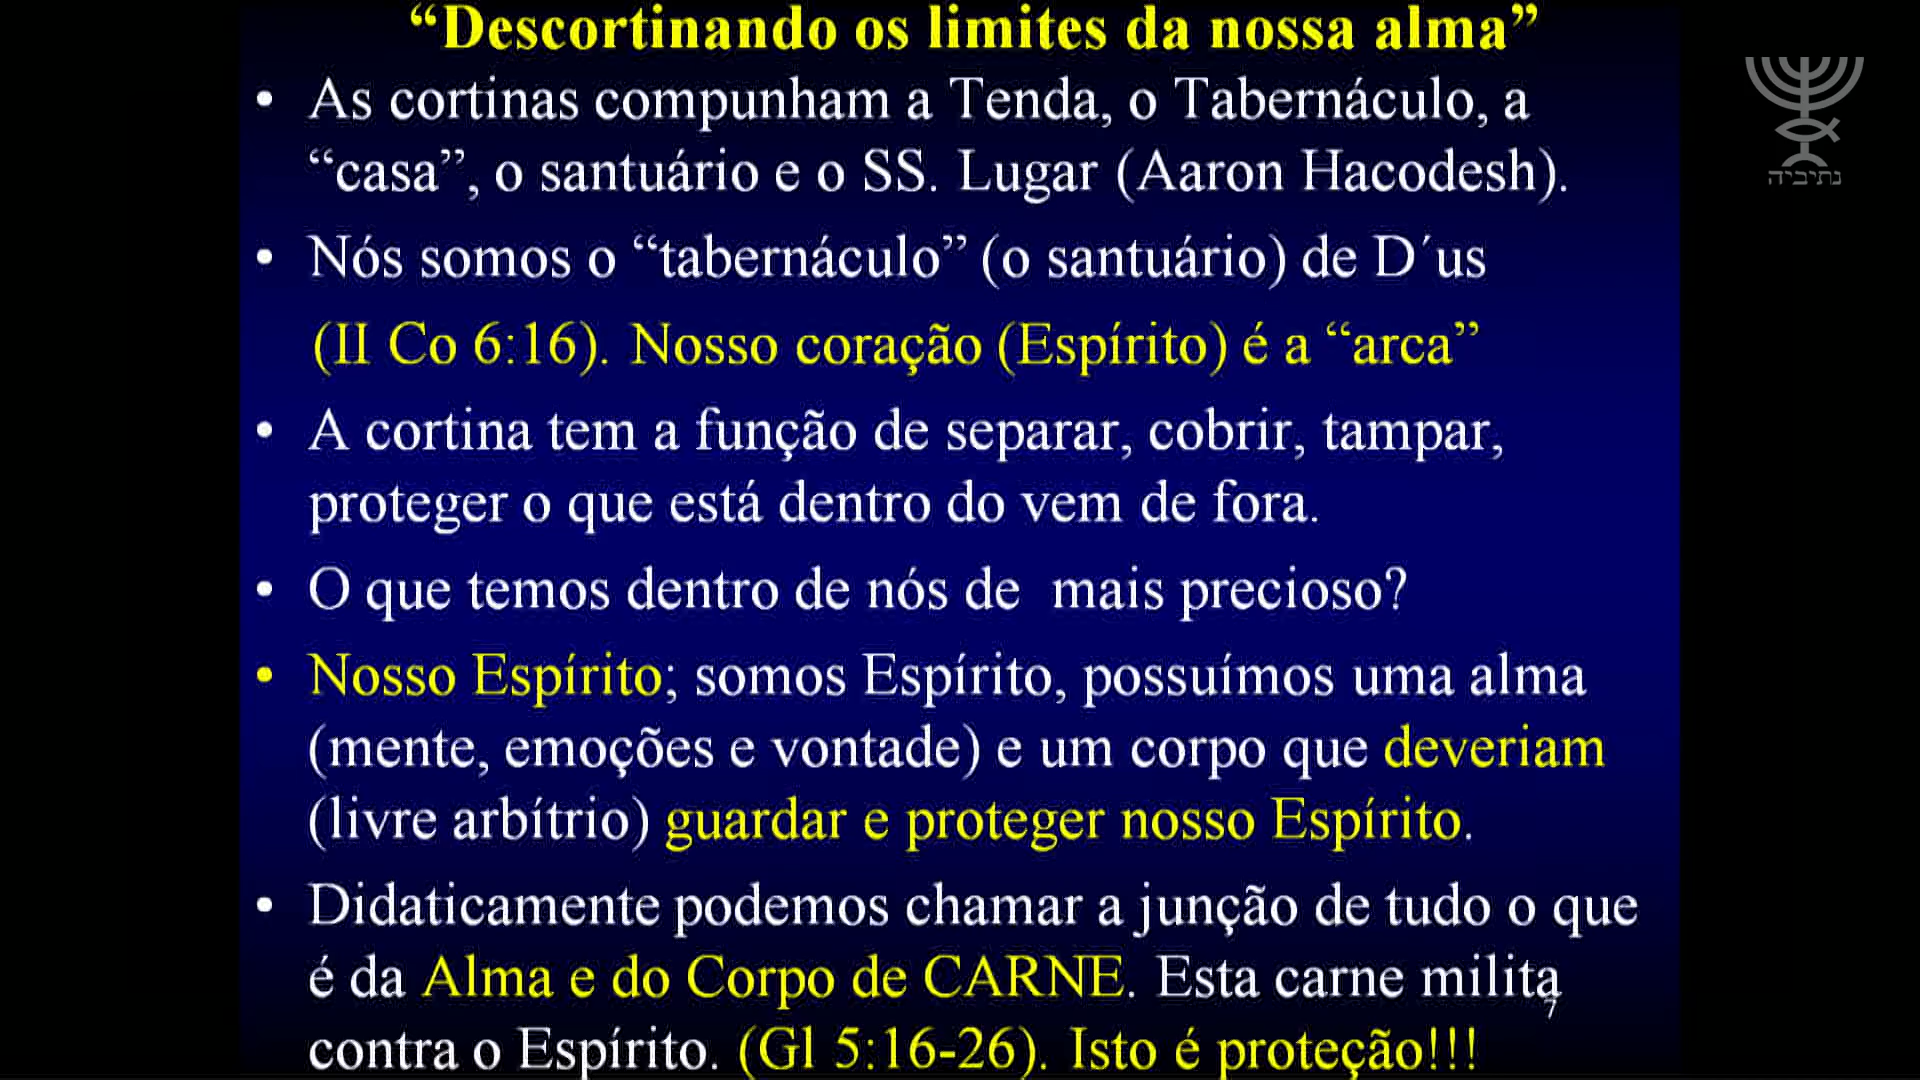 “Descortinando os limites da nossa alma”
• As cortinas compunham a Tenda, o Tabernáculo, a
“casa”, o santuário e o SS. Lugar (Aaron Hacodesh).
• Nós somos o “tabernáculo” (o santuário) de D´us
(II Co 6:16). Nosso coração (Espírito) é a “arca”
• A cortina tem a função de separar, cobrir, tampar,
proteger o que está dentro do vem de fora.
• O que temos dentro de nós de  mais precioso?
• Nosso Espírito; somos Espírito, possuímos uma alma
(mente, emoções e vontade) e um corpo que deveriam
(livre arbítrio) guardar e proteger nosso Espírito.
• Didaticamente podemos chamar a junção de tudo o que
é da Alma e do Corpo de CARNE. Esta carne milita
7
contra o Espírito. (Gl 5:16-26). Isto é proteção!!!
נתיביה